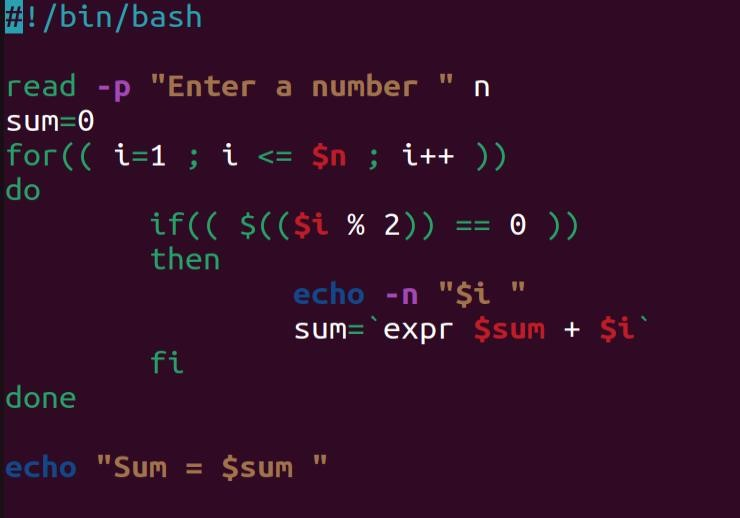 #!/bin/bash
read -p "Enter a number " n
sum=0
for(( i=1 ; i <= $n ; i++ ))
do
if(( $(($i % 2)) == 0 ))
then
echo -n "$i "
sum=`expr $sum + $i`
fi
done
echo "Sum = $sum "